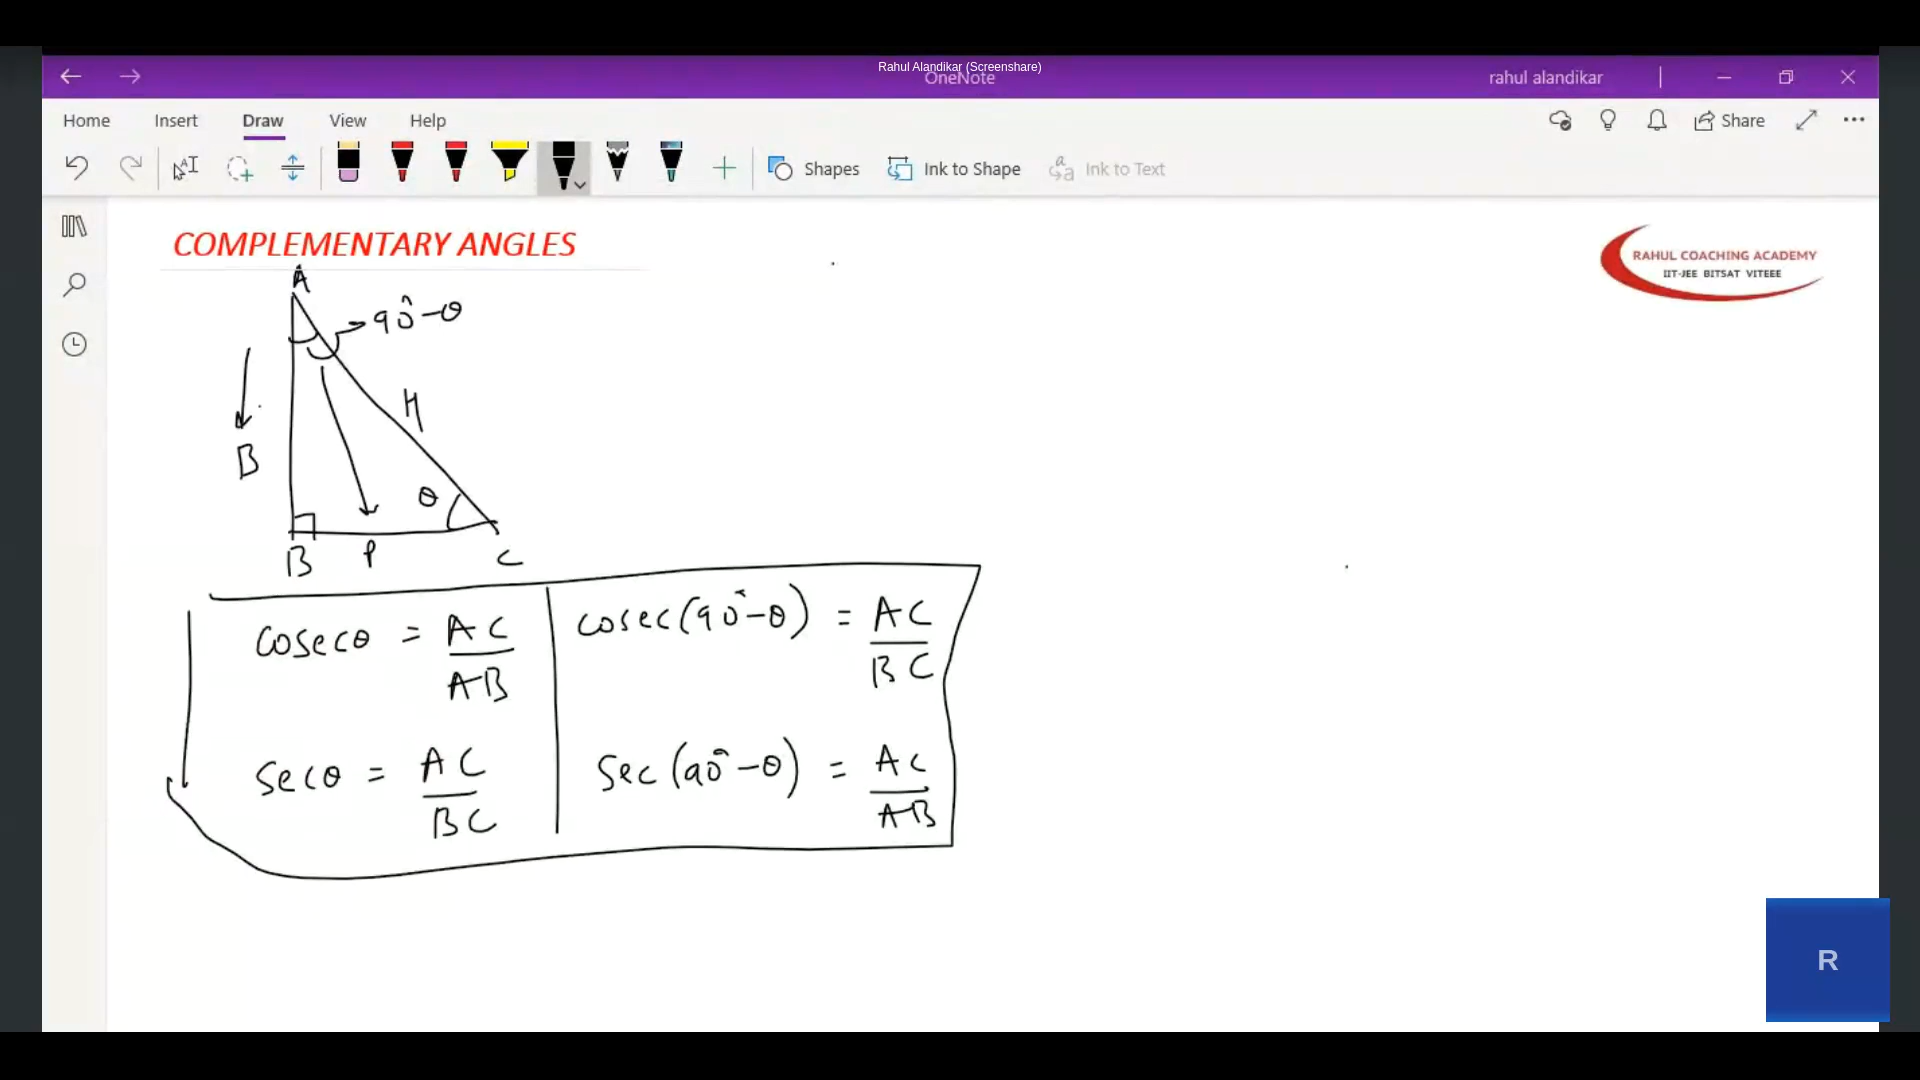 Rahul Alandikar (Screenshare)
OneNote
rahul alandikar
Home Insert Draw View Help
Share
Shapes Ink to Shape Ink to Text
COMPLEMENTARY ANGLES
RAHUL COACHING ACADEMY
IIT-JEE BITSAT VITEEE
A
90°-θ
H
B
θ
B P C
cosecθ = AC/AB
cosec(90°-θ) = AC/BC
secθ = AC/BC
sec(90°-θ) = AC/AB
R